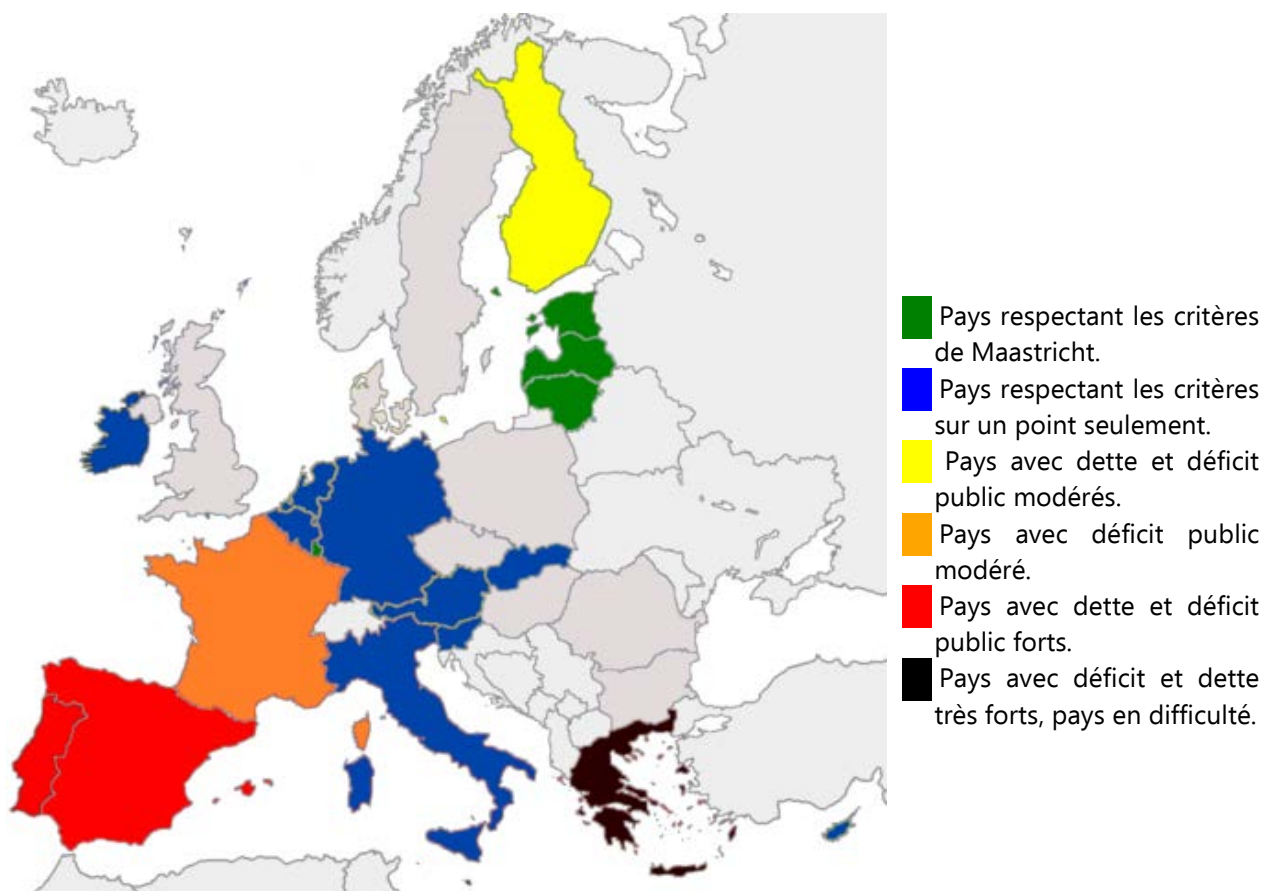 Pays respectant les critères
de Maastricht.
Pays respectant les critères
sur un point seulement.
Pays avec dette et déficit
public modérés.
Pays avec déficit public
modéré.
Pays avec dette et déficit
public forts.
Pays avec déficit et dette
très forts, pays en difficulté.